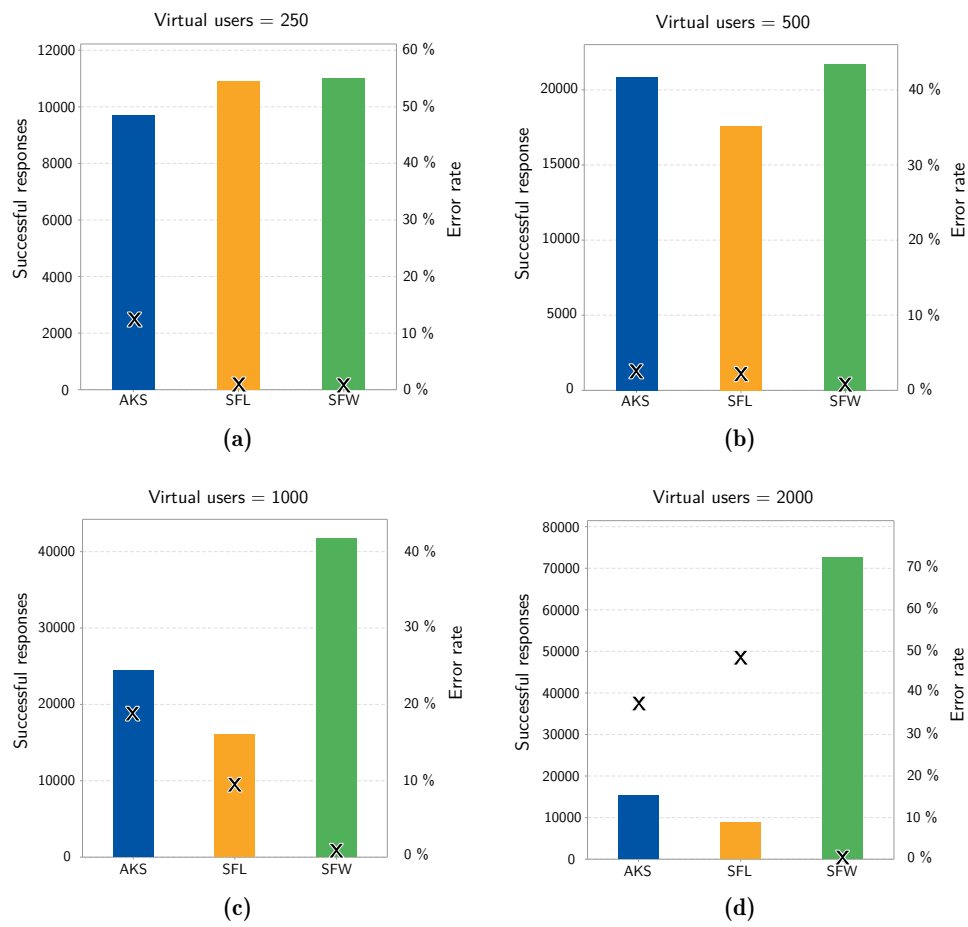 Virtual users = 250
12000
10000
8000
6000
4000
2000
0
Successful responses
60 %
50 %
40 %
30 %
20 %
10 %
0 %
Error rate
AKS SFL SFW
(a)
Virtual users = 500
20000
15000
10000
5000
0
Successful response
40 %
30 %
20 %
10 %
0 %
Error rate
AKS SFL SFW
(b)
Virtual users = 1000
40000
30000
20000
10000
0
Successful responses
40 %
30 %
20 %
10 %
0 %
Error rate
AKS SFL SFW
(c)
Virtual users = 2000
80000
70000
60000
50000
40000
30000
20000
10000
0
Successful responses
70 %
60 %
50 %
40 %
30 %
20 %
10 %
0 %
Error rate
AKS SFL SFW
(d)